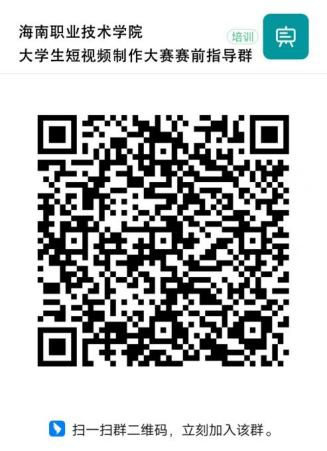 海南职业技术学院
大学生短视频制作大赛赛前指导群
培训
扫一扫群二维码，立刻加入该群。